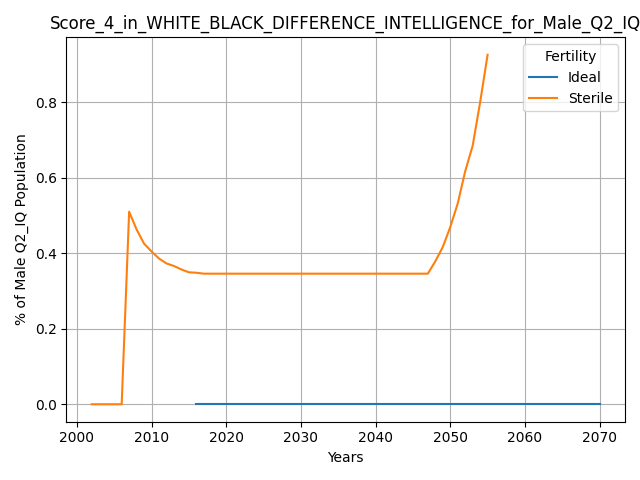 Score_4_in_WHITE_BLACK_DIFFERENCE_INTELLIGENCE_for_Male_Q2_IQ
% of Male Q2_IQ Population
0.8
0.6
0.4
0.2
0.0
Fertility
Ideal
Sterile
2000 2010 2020 2030 2040 2050 2060 2070
Years